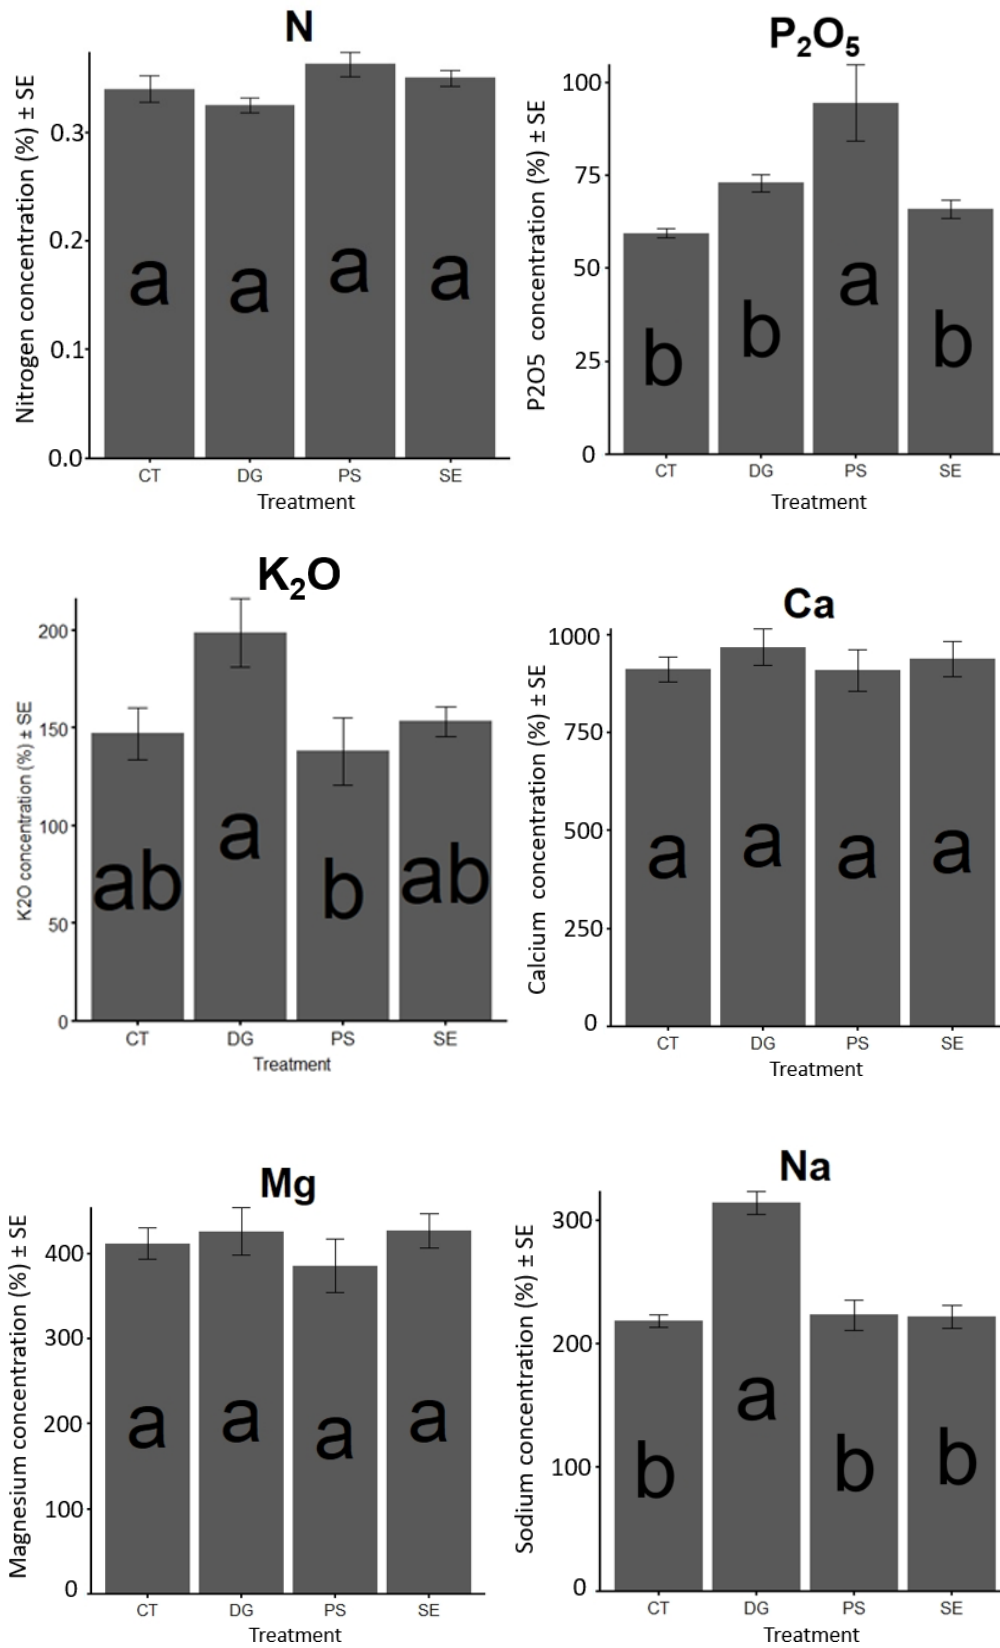 N
Nitrogen concentration (%) ± SE
0.3
0.2
0.1
0.0
a a a a
CT DG PS SE
Treatment
P₂O₅
P2O5 concentration (%) ± SE
100
75
50
25
0
b b a b
CT DG PS SE
Treatment
K₂O
K2O concentration (%) ± SE
200
150
100
50
0
ab a b ab
CT DG PS SE
Treatment
Ca
Calcium concentration (%) ± SE
1000
750
500
250
0
a a a a
CT DG PS SE
Treatment
Mg
Magnesium concentration (%) ± SE
400
300
200
100
0
a a a a
CT DG PS SE
Treatment
Na
Sodium concentration (%) ± SE
300
200
100
0
b a b b
CT DG PS SE
Treatment